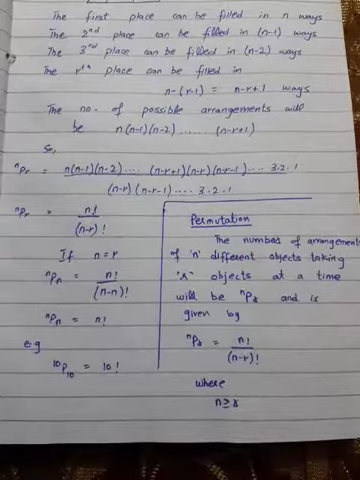 The first place can be filled in n ways
The 2nd place can be filled in (n-1) ways
The 3rd place can be filled in (n-2) ways
The rth place can be filled in
n-(r-1) = n-r+1 ways
The no. of possible arrangements will
be n(n-1)(n-2)......(n-r+1)
So,
ⁿPr = n(n-1)(n-2)....(n-r+1)(n-r)(n-r-1)....3.2.1
(n-r)(n-r-1)....3.2.1
ⁿPr = n!
(n-r)!
If n=r
ⁿPn = n!
(n-n)!
ⁿPn = n!
eg
¹⁰P₁₀ = 10!
Permutation
The numbes of arrangements
of 'n' different objects taking
'r' objects at a time
will be ⁿPr and is
given by
ⁿPr = n!
(n-r)!
where
n≥r